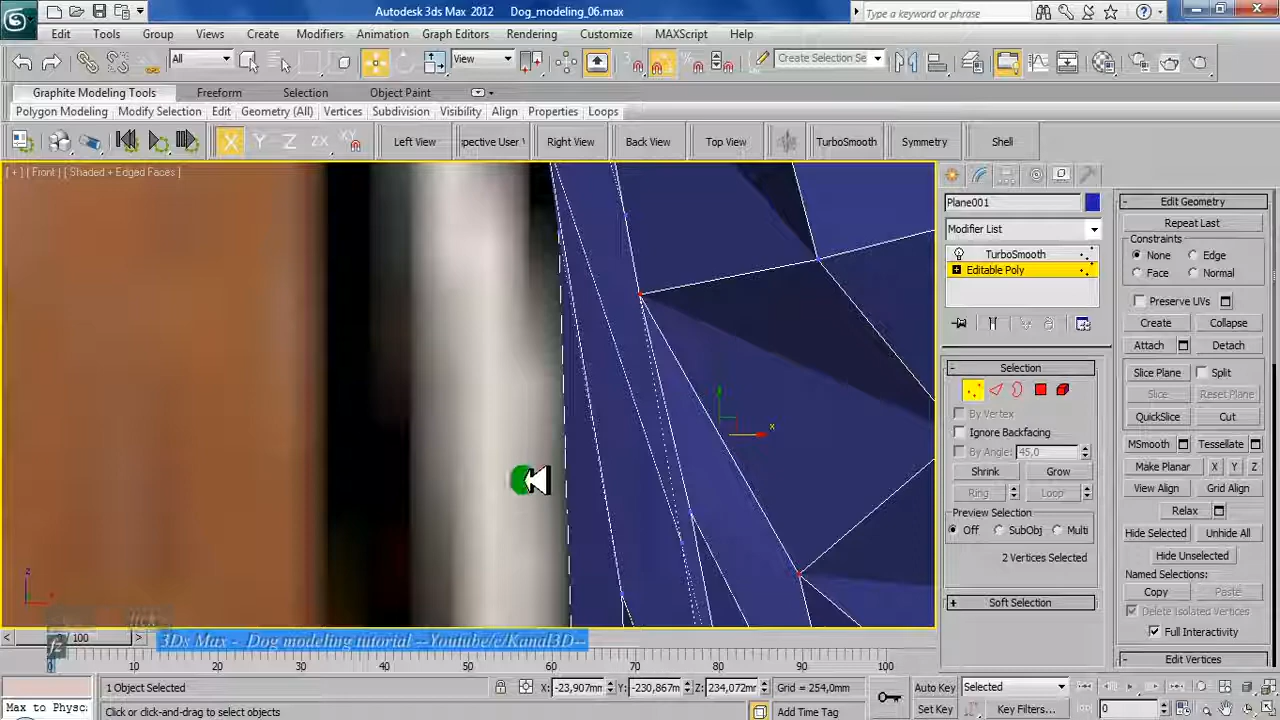 Autodesk 3ds Max 2012 Dog_modeling_06.max
Type a keyword or phrase
Edit Tools Group Views Create Modifiers Animation Graph Editors Rendering Customize MAXScript Help
All View Create Selection Se
Graphite Modeling Tools Freeform Selection Object Paint
Polygon Modeling Modify Selection Edit Geometry (All) Vertices Subdivision Visibility Align Properties Loops
X Y Z ZX XY Left View spective User V Right View Back View Top View TurboSmooth Symmetry Shell
[ + ] [ Front ] [ Shaded + Edged Faces ]
Plane001
Modifier List
TurboSmooth
Editable Poly
Selection
By Vertex
Ignore Backfacing
By Angle: 45,0
Shrink Grow
Ring Loop
Preview Selection
Off SubObj Multi
2 Vertices Selected
Soft Selection
Edit Geometry
Repeat Last
Constraints
None Edge
Face Normal
Preserve UVs
Create Collapse
Attach Detach
Slice Plane Split
Slice Reset Plane
QuickSlice Cut
MSmooth Tessellate
Make Planar X Y Z
View Align Grid Align
Relax
Hide Selected Unhide All
Hide Unselected
Named Selections:
Copy Paste
Delete Isolated Vertices
Full Interactivity
Edit Vertices
x
z
100
3Ds Max - Dog modeling tutorial --Youtube/c/Kanal3D--
10 20 30 40 50 60 70 80 90 100
1 Object Selected X: -23,907mm Y: -230,867m Z: 234,072mm Grid = 254,0mm Auto Key Selected
Max to Physc Click or click-and-drag to select objects Add Time Tag Set Key Key Filters... 0